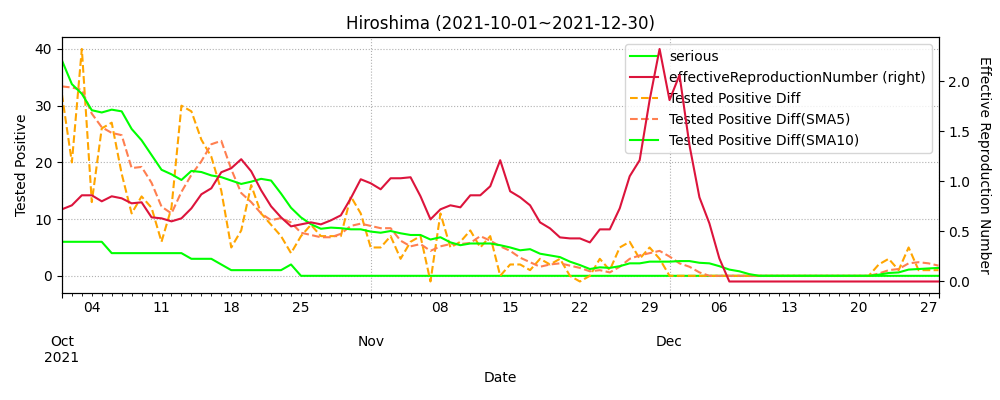 Hiroshima (2021-10-01~2021-12-30)
serious
effectiveReproductionNumber (right)
Tested Positive Diff
Tested Positive Diff(SMA5)
Tested Positive Diff(SMA10)
Tested Positive
40
30
20
10
0
Effective Reproduction Number
2.0
1.5
1.0
0.5
0.0
04 11 18 25 08 15 22 29 06 13 20 27
Oct Nov Dec
2021
Date